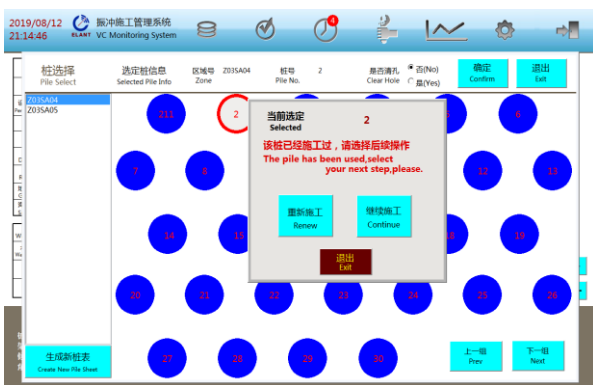 2019/08/12
21:14:46
ELANT
振冲施工管理系统
VC Monitoring System
4
桩选择
Pile Select
选定桩信息
Selected Pile Info
区域号
Zone
Z03SA04
桩号
Pile No.
2
是否清孔
Clear Hole
否(No)
是(Yes)
确定
Confirm
退出
Exit
Z03SA04
Z03SA05
211
2
6
7
8
12
13
14
15
19
20
21
22
23
24
25
26
27
28
29
30
当前选定
Selected
2
该桩已经施工过，请选择后续操作
The pile has been used,select
your next step,please.
重新施工
Renew
继续施工
Continue
退出
Exit
生成新桩表
Create New Pile Sheet
上一组
Prev
下一组
Next